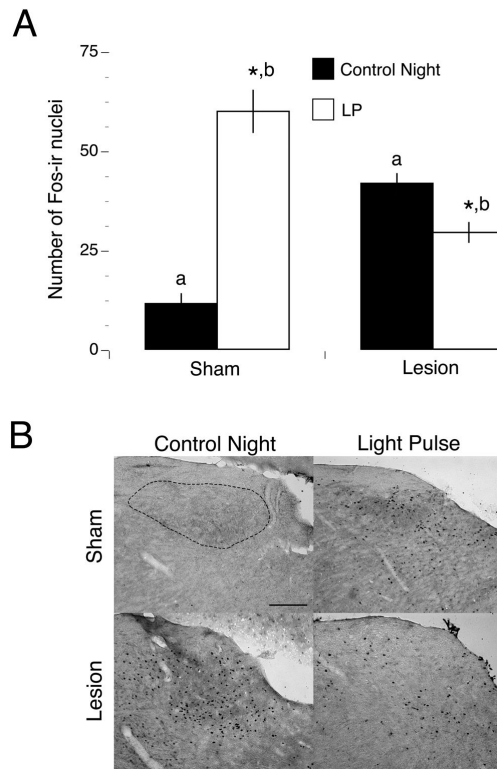 A
75
50
25
0
Number of Fos-ir nuclei
Control Night
LP
a
*,b
a
*,b
Sham
Lesion
B
Control Night
Light Pulse
Sham
Lesion